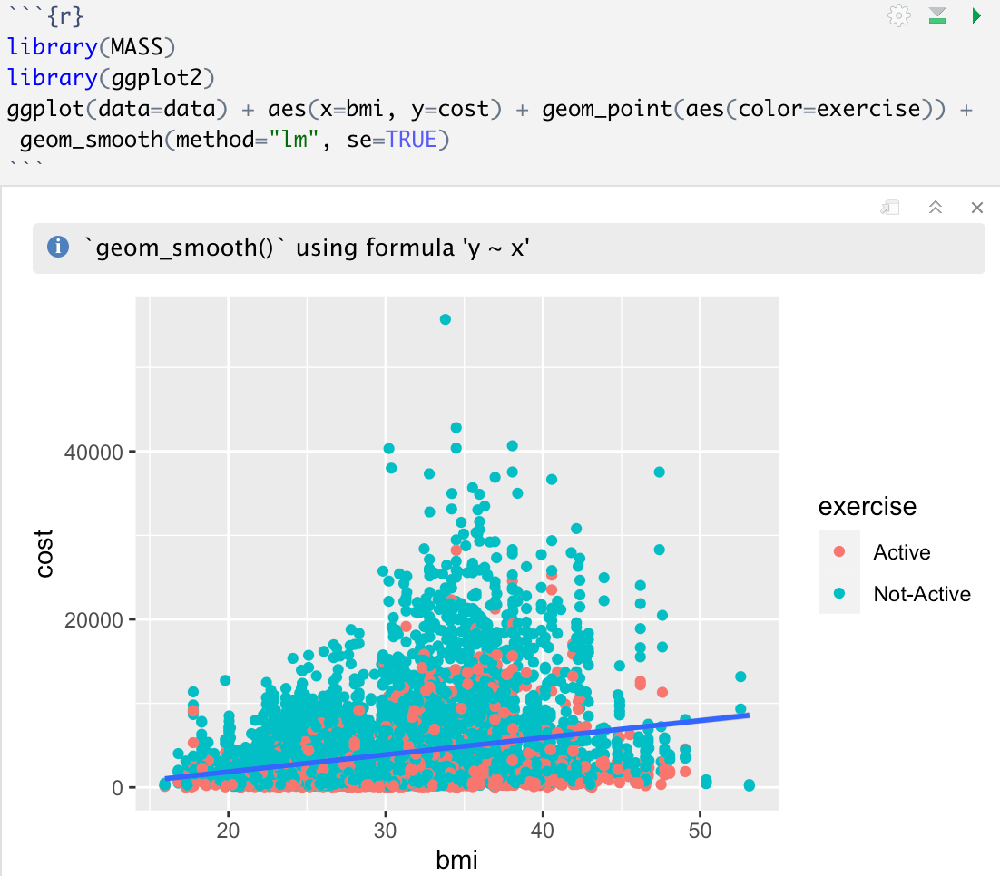 ```{r}
library(MASS)
library(ggplot2)
ggplot(data=data) + aes(x=bmi, y=cost) + geom_point(aes(color=exercise)) +
 geom_smooth(method="lm", se=TRUE)
```
`geom_smooth()` using formula 'y ~ x'
40000
20000
0
cost
20 30 40 50
bmi
exercise
Active
Not-Active